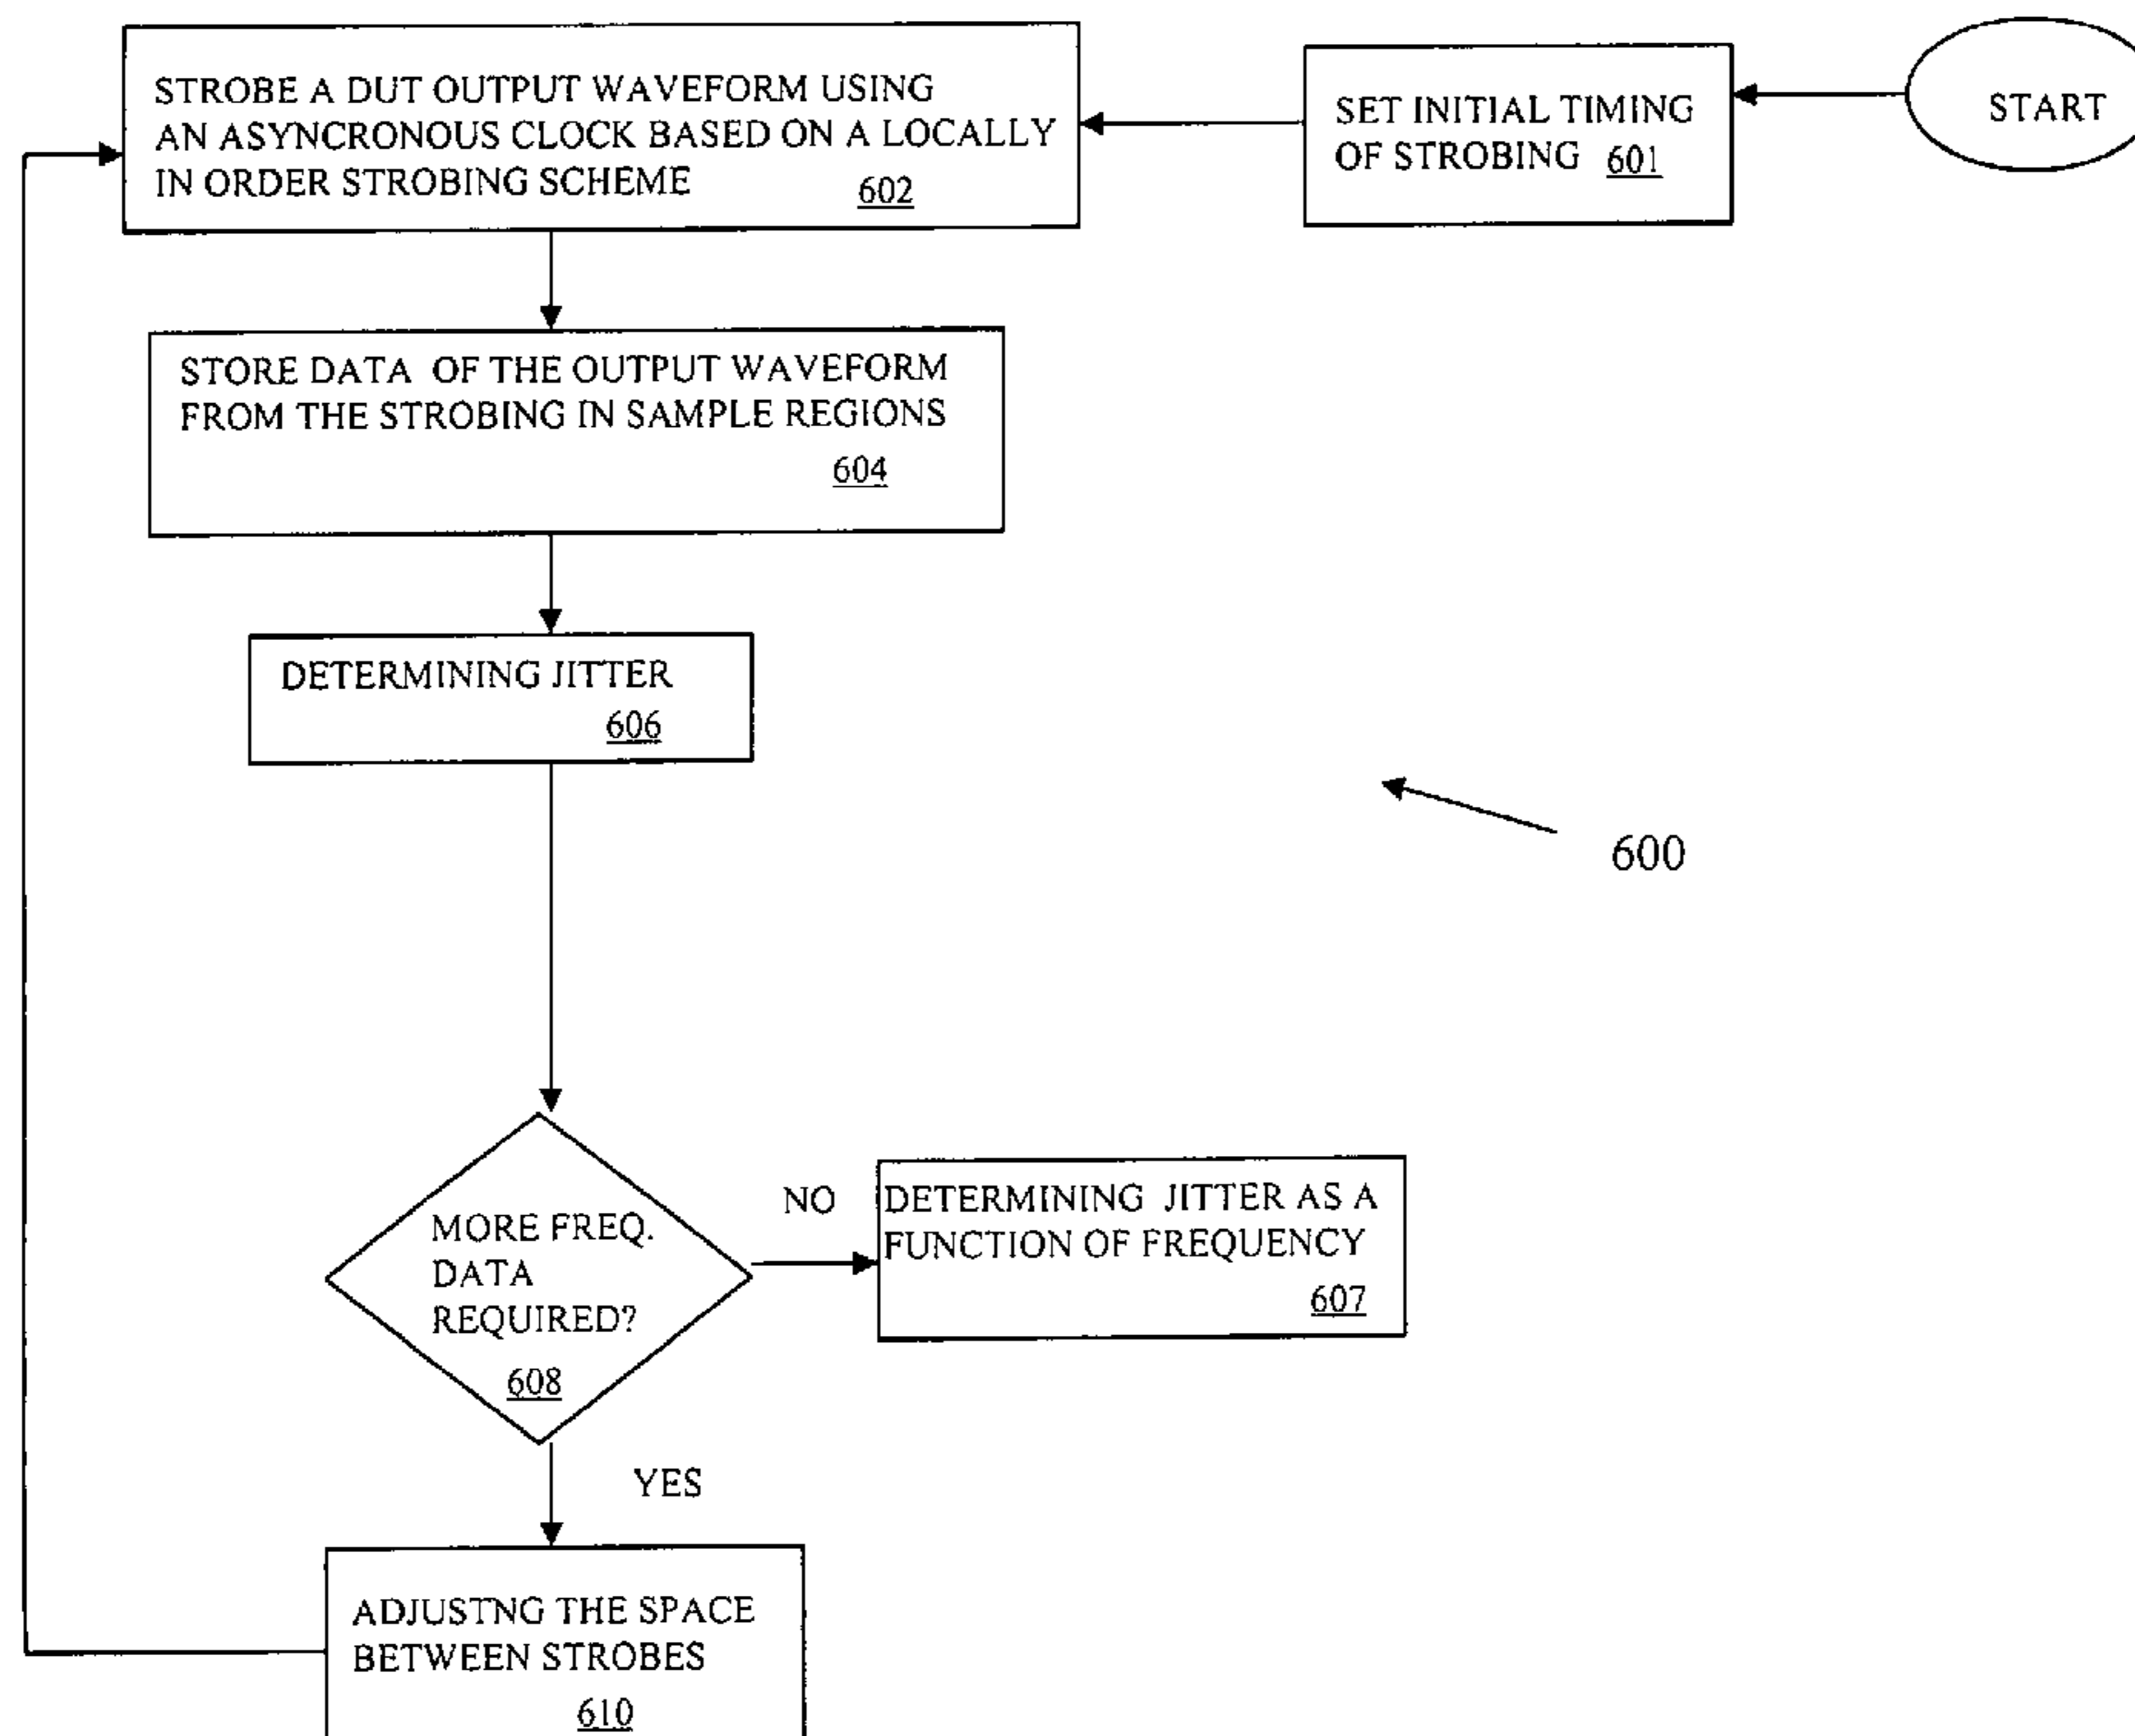 START
SET INITIAL TIMING
OF STROBING 601
STROBE A DUT OUTPUT WAVEFORM USING
AN ASYNCRONOUS CLOCK BASED ON A LOCALLY
IN ORDER STROBING SCHEME 602
STORE DATA OF THE OUTPUT WAVEFORM
FROM THE STROBING IN SAMPLE REGIONS
604
DETERMINING JITTER
606
600
MORE FREQ.
DATA
REQUIRED?
608
NO
DETERMINING JITTER AS A
FUNCTION OF FREQUENCY
607
YES
ADJUSTNG THE SPACE
BETWEEN STROBES
610